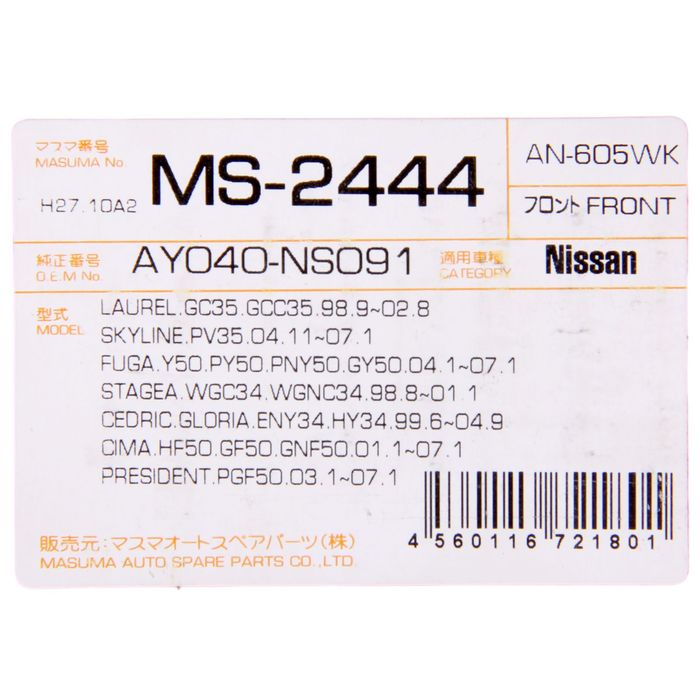 マスマ番号
MASUMA No.
MS-2444
AN-605WK
H27.10A2
フロント FRONT
純正番号
O.E.M No.
AY040-NS091
適用車種
CATEGORY
Nissan
型式
MODEL
LAUREL.GC35.GCC35.98.9~02.8
SKYLINE.PV35.04.11~07.1
FUGA.Y50.PY50.PNY50.GY50.04.1~07.1
STAGEA.WGC34.WGNC34.98.8~01.1
CEDRIC.GLORIA.ENY34.HY34.99.6~04.9
CIMA.HF50.GF50.GNF50.01.1~07.1
PRESIDENT.PGF50.03.1~07.1
販売元:マスマオートスペアパーツ(株)
MASUMA AUTO SPARE PARTS CO.,LTD.
4 560116 721801